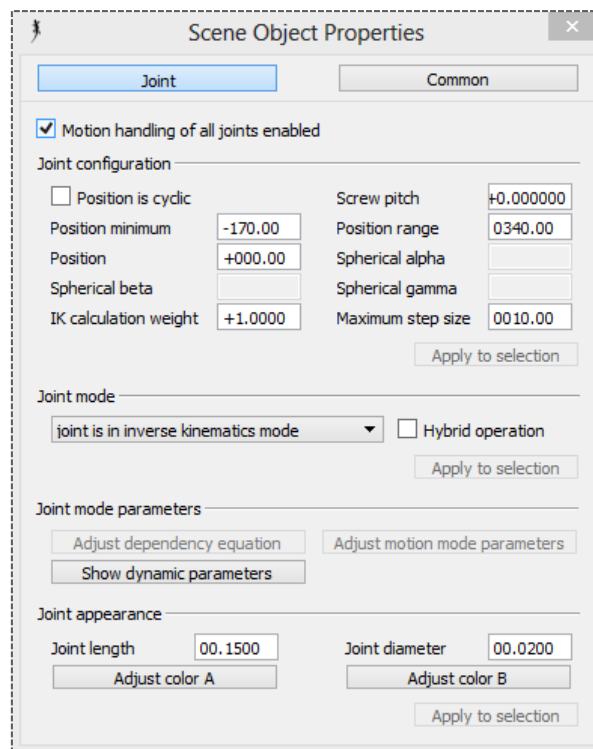 Scene Object Properties
Joint Common
Motion handling of all joints enabled
Joint configuration
Position is cyclic Screw pitch +0.000000
Position minimum -170.00 Position range 0340.00
Position +000.00 Spherical alpha
Spherical beta Spherical gamma
IK calculation weight +1.0000 Maximum step size 0010.00
Apply to selection
Joint mode
joint is in inverse kinematics mode Hybrid operation
Apply to selection
Joint mode parameters
Adjust dependency equation Adjust motion mode parameters
Show dynamic parameters
Joint appearance
Joint length 00.1500 Joint diameter 00.0200
Adjust color A Adjust color B
Apply to selection